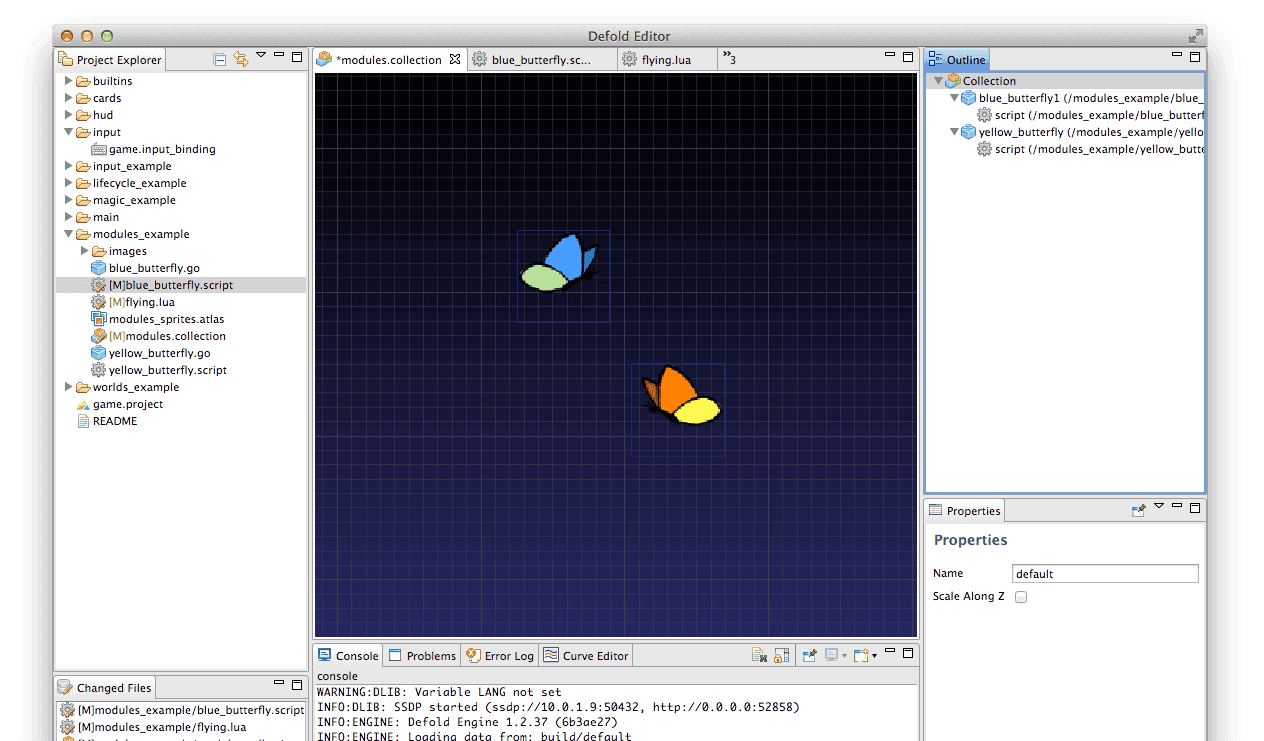 Defold Editor
Project Explorer
builtins
cards
hud
input
game.input_binding
input_example
lifecycle_example
magic_example
main
modules_example
images
blue_butterfly.go
[M]blue_butterfly.script
[M]flying.lua
modules_sprites.atlas
[M]modules.collection
yellow_butterfly.go
yellow_butterfly.script
worlds_example
game.project
README
Changed Files
[M]modules_example/blue_butterfly.script
[M]modules_example/flying.lua
*modules.collection
blue_butterfly.sc...
flying.lua
»3
Console
Problems
Error Log
Curve Editor
console
WARNING:DLIB: Variable LANG not set
INFO:DLIB: SSDP started (ssdp://10.0.1.9:50432, http://0.0.0.0:52858)
INFO:ENGINE: Defold Engine 1.2.37 (6b3ae27)
INFO:ENGINE: Loading data from: build/default
Outline
Collection
blue_butterfly1 (/modules_example/blue_
script (/modules_example/blue_butterf
yellow_butterfly (/modules_example/yello
script (/modules_example/yellow_butte
Properties
Properties
Name
default
Scale Along Z